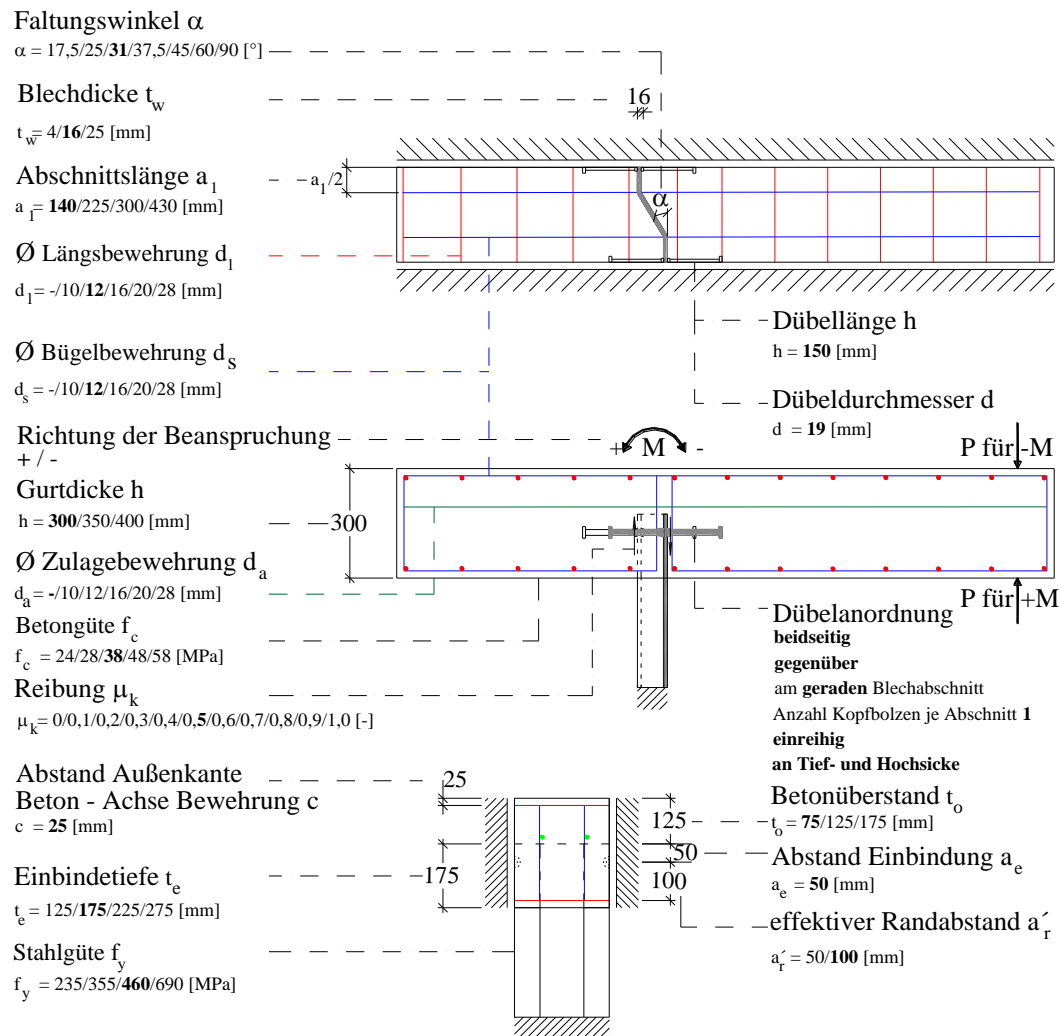 Faltungswinkel α
α = 17,5/25/31/37,5/45/60/90 [°]
Blechdicke t_w
t_w = 4/16/25 [mm]
16
Abschnittslänge a_1
a_1 = 140/225/300/430 [mm]
a_1/2
α
Ø Längsbewehrung d_l
d_l = -/10/12/16/20/28 [mm]
Dübellänge h
h = 150 [mm]
Ø Bügelbewehrung d_s
d_s = -/10/12/16/20/28 [mm]
Dübeldurchmesser d
d = 19 [mm]
Richtung der Beanspruchung
+ / -
+ M -
P für -M
Gurtdicke h
h = 300/350/400 [mm]
300
Ø Zulagebewehrung d_a
d_a = -/10/12/16/20/28 [mm]
P für +M
Betongüte f_c
f_c = 24/28/38/48/58 [MPa]
Dübelanordnung
beidseitig
gegenüber
am geraden Blechabschnitt
Anzahl Kopfbolzen je Abschnitt 1
einreihig
an Tief- und Hochsicke
Reibung μ_k
μ_k = 0/0,1/0,2/0,3/0,4/0,5/0,6/0,7/0,8/0,9/1,0 [-]
Abstand Außenkante
Beton - Achse Bewehrung c
c = 25 [mm]
25
125
50
100
175
Betonüberstand t_o
t_o = 75/125/175 [mm]
Abstand Einbindung a_e
a_e = 50 [mm]
Einbindetiefe t_e
t_e = 125/175/225/275 [mm]
effektiver Randabstand a_r´
a_r´ = 50/100 [mm]
Stahlgüte f_y
f_y = 235/355/460/690 [MPa]